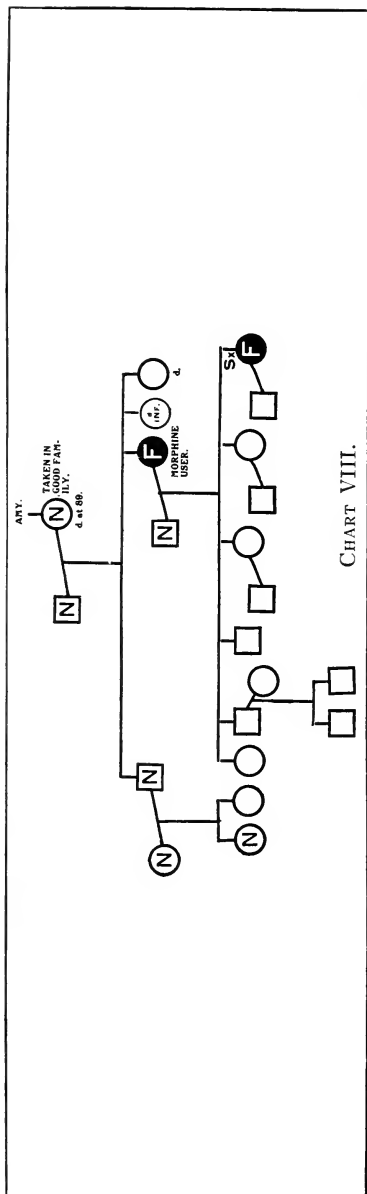 AMY.
TAKEN IN
GOOD FAM-
ILY.
N N
d. at 89.
N N N F d.
INF.
d.
MORPHINE
USER.
Sx
N F
CHART VIII.